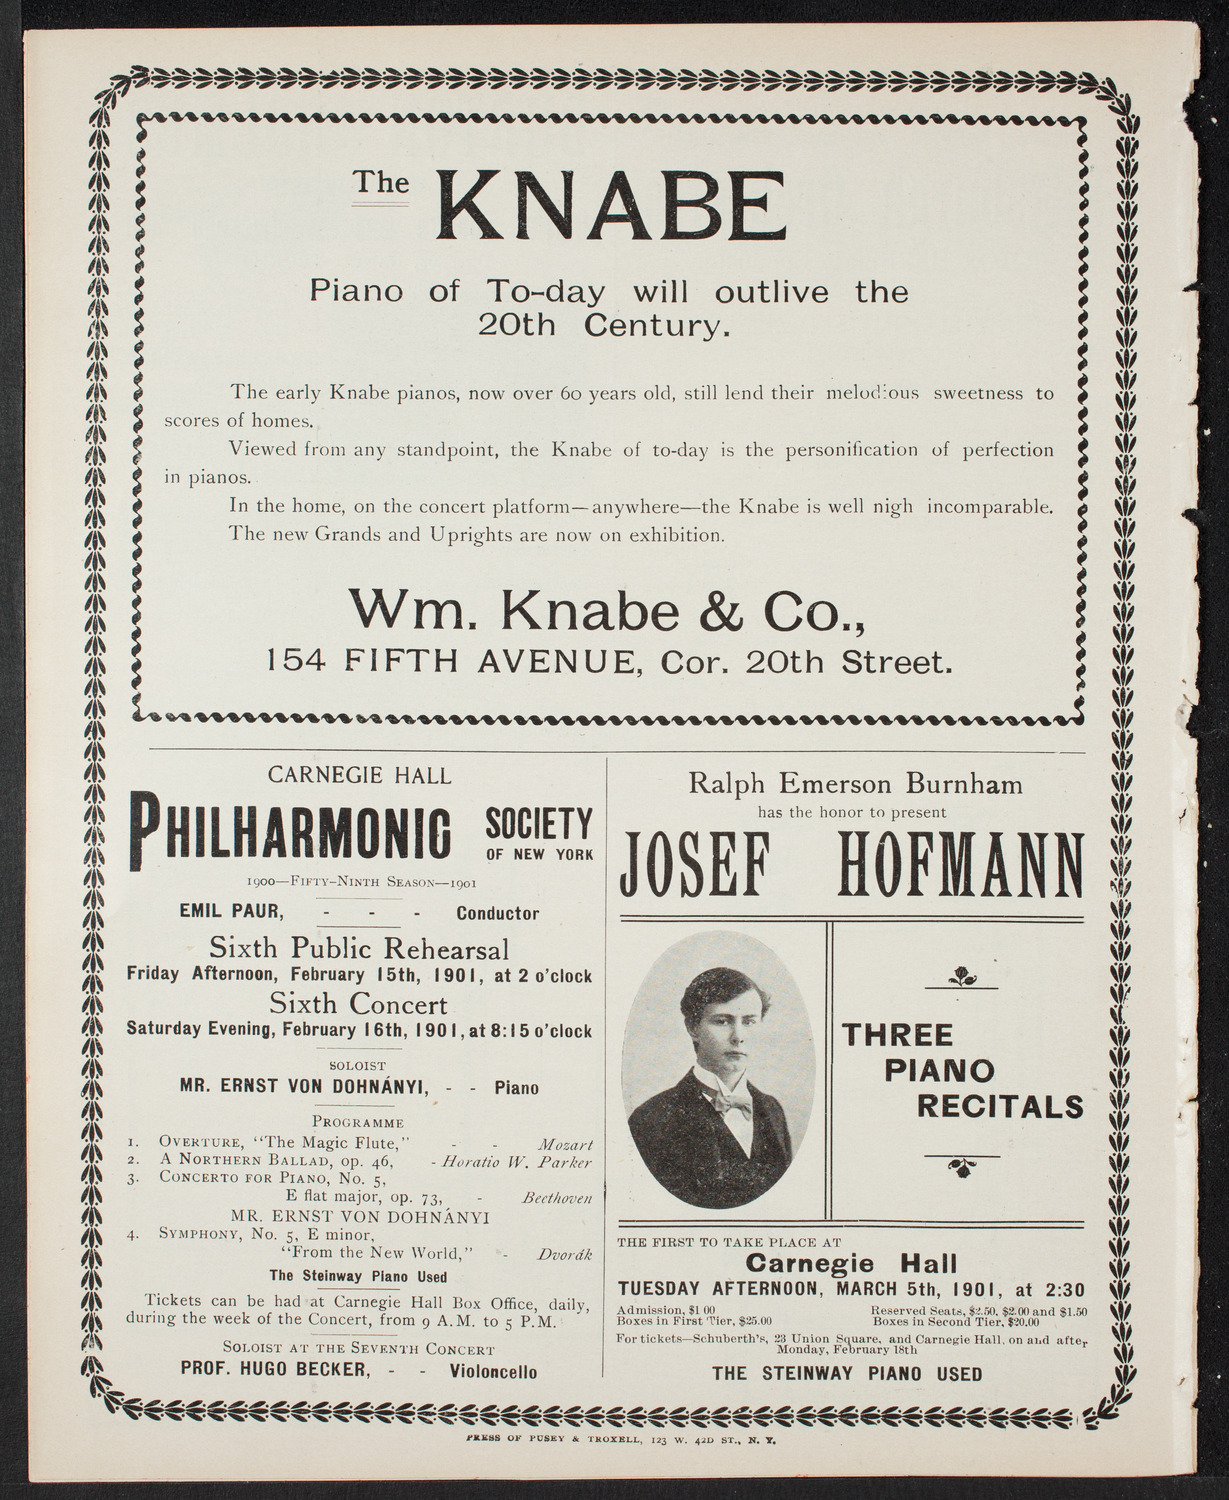 The KNABE
Piano of To-day will outlive the
20th Century.
The early Knabe pianos, now over 60 years old, still lend their melodious sweetness to
scores of homes.
Viewed from any standpoint, the Knabe of to-day is the personification of perfection
in pianos.
In the home, on the concert platform—anywhere—the Knabe is well nigh incomparable.
The new Grands and Uprights are now on exhibition.
Wm. Knabe & Co.,
154 FIFTH AVENUE, Cor. 20th Street.
CARNEGIE HALL
PHILHARMONIC SOCIETY
OF NEW YORK
1900—FIFTY-NINTH SEASON—1901
EMIL PAUR, - - - Conductor
Sixth Public Rehearsal
Friday Afternoon, February 15th, 1901, at 2 o'clock
Sixth Concert
Saturday Evening, February 16th, 1901, at 8:15 o'clock
SOLOIST
MR. ERNST VON DOHNÁNYI, - - Piano
PROGRAMME
1. OVERTURE, "The Magic Flute," - - Mozart
2. A NORTHERN BALLAD, op. 46, - Horatio W. Parker
3. CONCERTO FOR PIANO, No. 5,
E flat major, op. 73, - Beethoven
MR. ERNST VON DOHNÁNYI
4. SYMPHONY, No. 5, E minor,
"From the New World," - Dvorák
The Steinway Piano Used
Tickets can be had at Carnegie Hall Box Office, daily,
during the week of the Concert, from 9 A.M. to 5 P.M.
SOLOIST AT THE SEVENTH CONCERT
PROF. HUGO BECKER, - - Violoncello
Ralph Emerson Burnham
has the honor to present
JOSEF HOFMANN
THREE
PIANO
RECITALS
THE FIRST TO TAKE PLACE AT
Carnegie Hall
TUESDAY AFTERNOON, MARCH 5th, 1901, at 2:30
Admission, $1 00 Reserved Seats, $2.50, $2.00 and $1.50
Boxes in First Tier, $25.00 Boxes in Second Tier, $20.00
For tickets—Schuberth's, 23 Union Square, and Carnegie Hall, on and after
Monday, February 18th
THE STEINWAY PIANO USED
PRESS OF PUSEY & TROXELL, 123 W. 42D ST., N. Y.